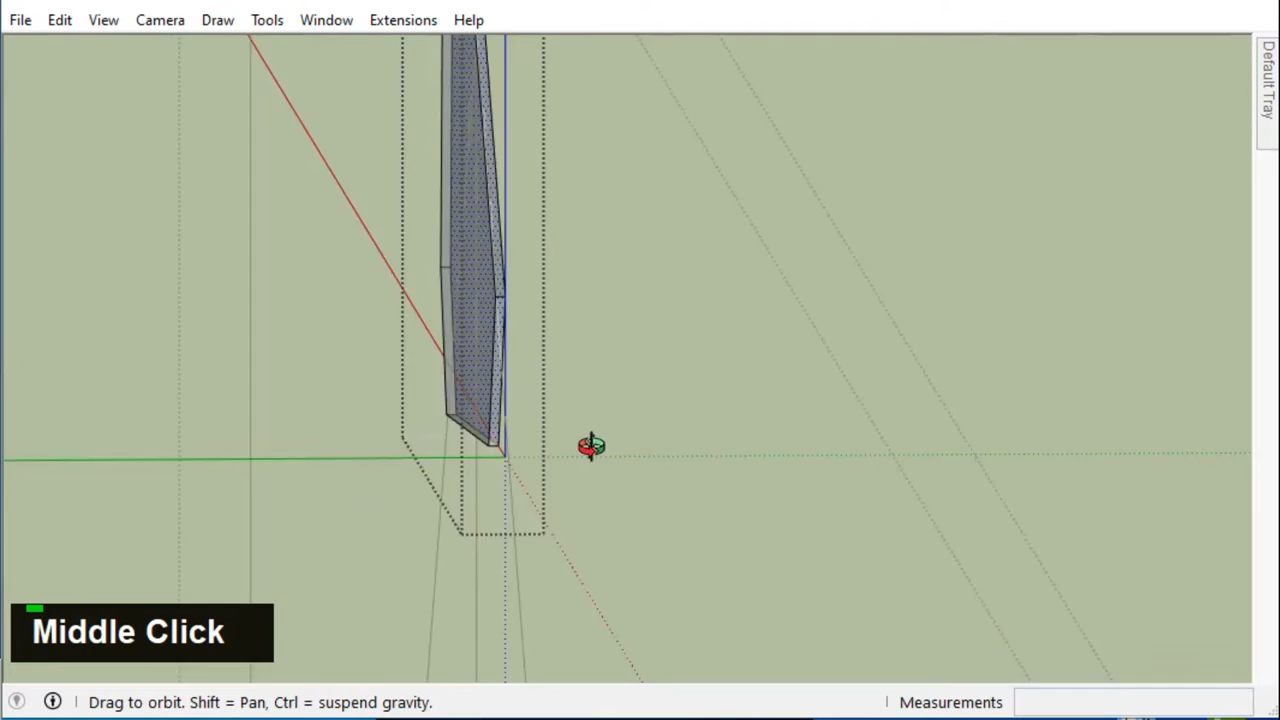 File Edit View Camera Draw Tools Window Extensions Help
Default Tray
Middle Click
Drag to orbit. Shift = Pan, Ctrl = suspend gravity.
Measurements